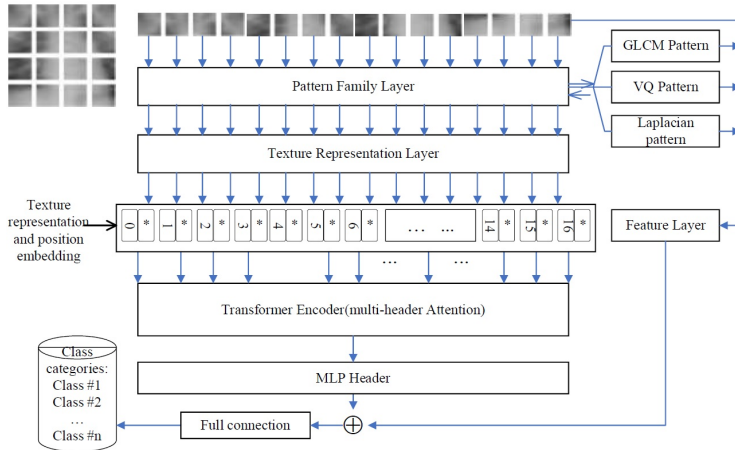 GLCM Pattern
Pattern Family Layer
VQ Pattern
Laplacian
pattern
Texture Representation Layer
Texture
representation
and position
embedding
0 * 1 * 2 * 3 * 4 * 5 * 6 * ... ... 14 * 15 * 16 *
Feature Layer
... ...
Transformer Encoder(multi-header Attention)
Class
categories:
Class #1
Class #2
...
Class #n
MLP Header
Full connection